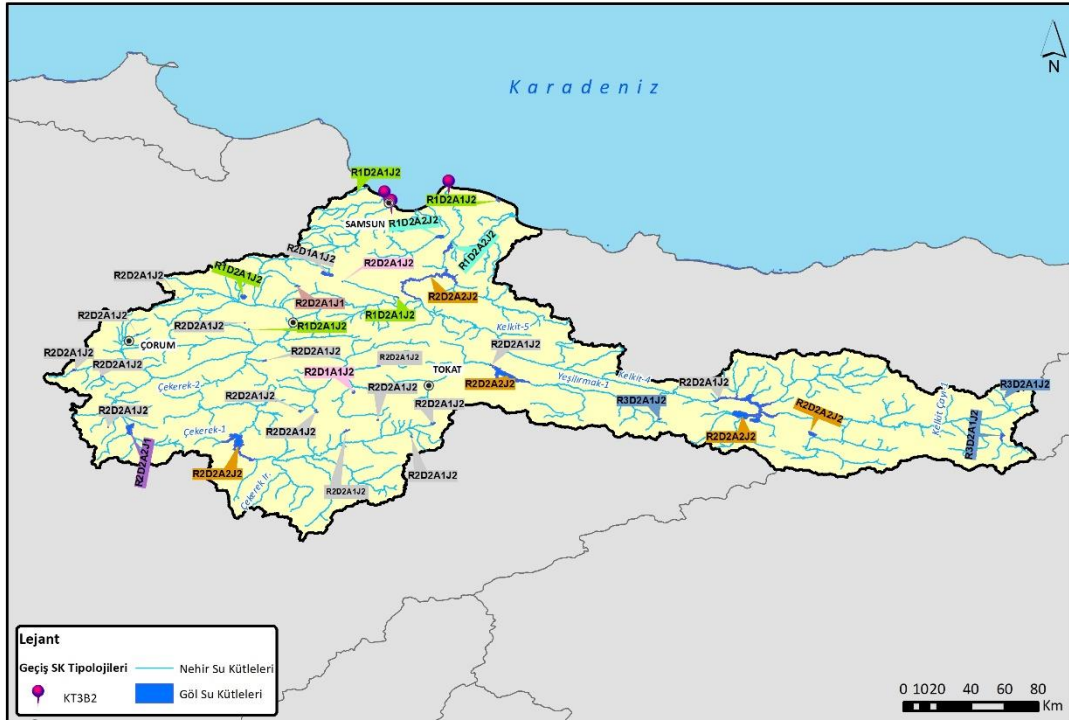 N
Karadeniz
R1D2A1J2
R1D2A1J2
SAMSUN
R1D2A2J2
R1D2A2J2
R2D1A1J2
R2D2A1J2
R2D2A1J2
R1D2A1J2
R2D2A2J2
R2D2A1J1
R1D2A1J2
R2D2A1J2
R2D2A1J2
R1D2A1J2
Kelkit-5
ÇORUM
R2D2A1J2
R2D2A1J2
R2D2A1J2
R2D2A1J2
R2D2A1J2
TOKAT
R2D1A1J2
Kelkit-4
Yeşilırmak-1
R2D2A2J2
R2D2A1J2
R3D2A1J2
Çekerek-2
R2D2A1J2
R2D2A1J2
R3D2A1J2
Kelkit Çayı-1
R2D2A1J2
R2D2A1J2
R2D2A2J2
R3D2A1J2
Çekerek-1
R2D2A1J2
R2D2A2J2
R2D2A2J1
R2D2A2J2
Çekerek Ir.
R2D2A1J2
R2D2A1J2
Lejant
Geçiş SK Tipolojileri
Nehir Su Kütleleri
KT3B2
Göl Su Kütleleri
0 10 20 40 60 80
Km